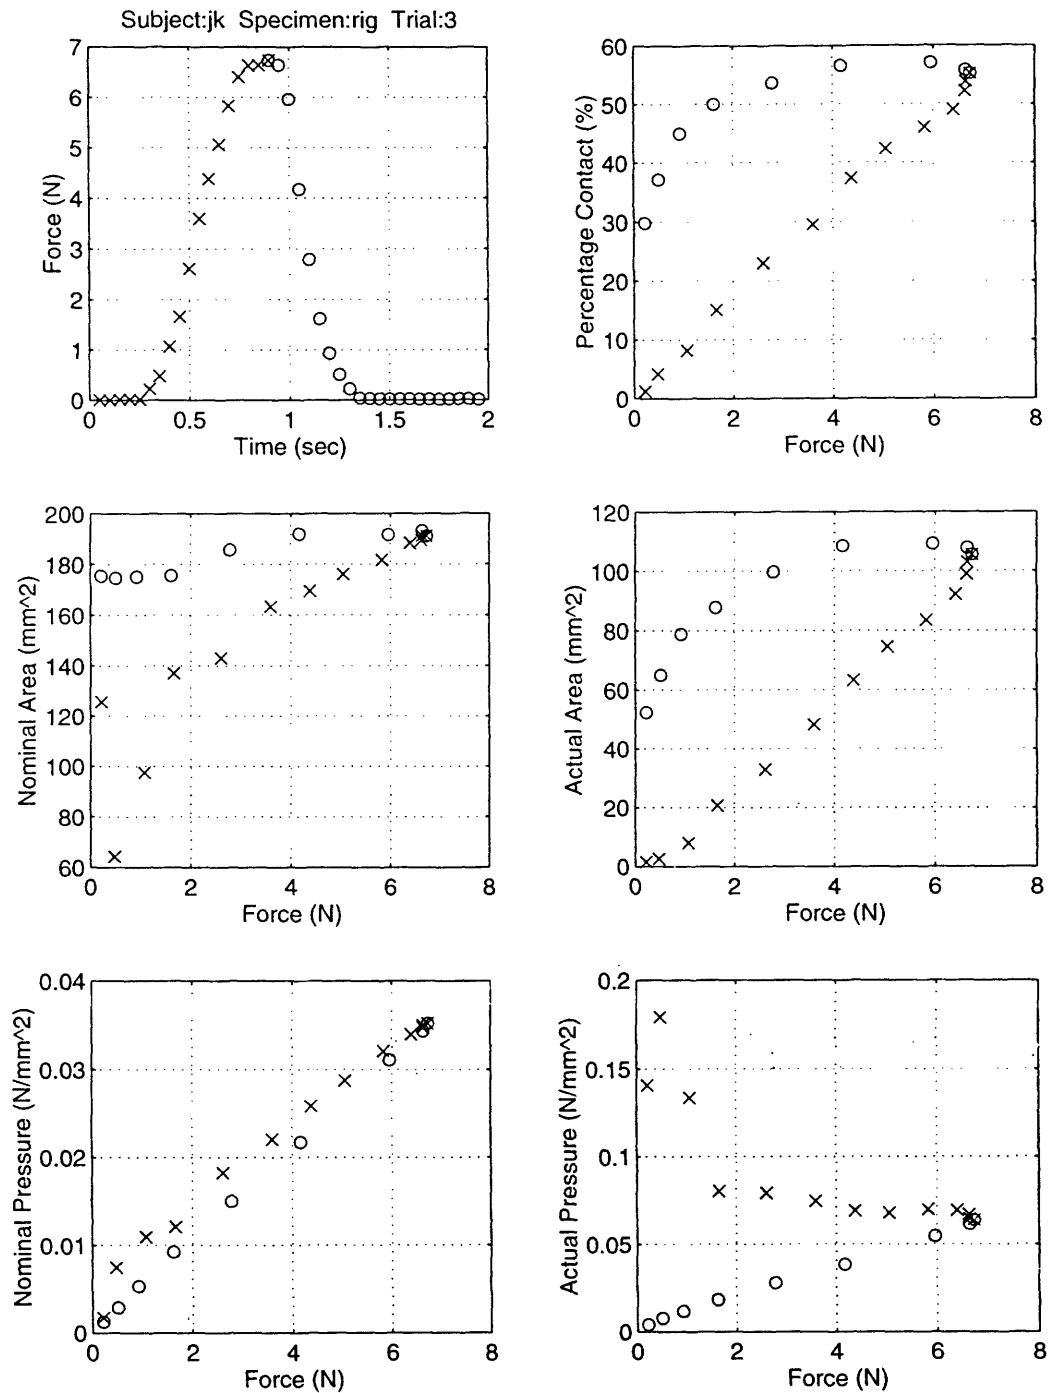 Subject:jk Specimen:rig Trial:3
7
6
5
4
3
2
1
0
Force (N)
0 0.5 1 1.5 2
Time (sec)
60
50
40
30
20
10
0
Percentage Contact (%)
0 2 4 6 8
Force (N)
200
180
160
140
120
100
80
60
Nominal Area (mm^2)
0 2 4 6 8
Force (N)
120
100
80
60
40
20
0
Actual Area (mm^2)
0 2 4 6 8
Force (N)
0.04
0.03
0.02
0.01
0
Nominal Pressure (N/mm^2)
0 2 4 6 8
Force (N)
0.2
0.15
0.1
0.05
0
Actual Pressure (N/mm^2)
0 2 4 6 8
Force (N)